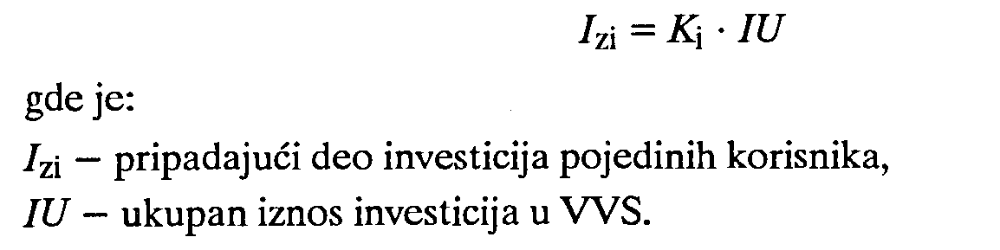 I_zi = K_i · IU
gde je:
I_zi — pripadajući deo investicija pojedinih korisnika,
IU — ukupan iznos investicija u VVS.